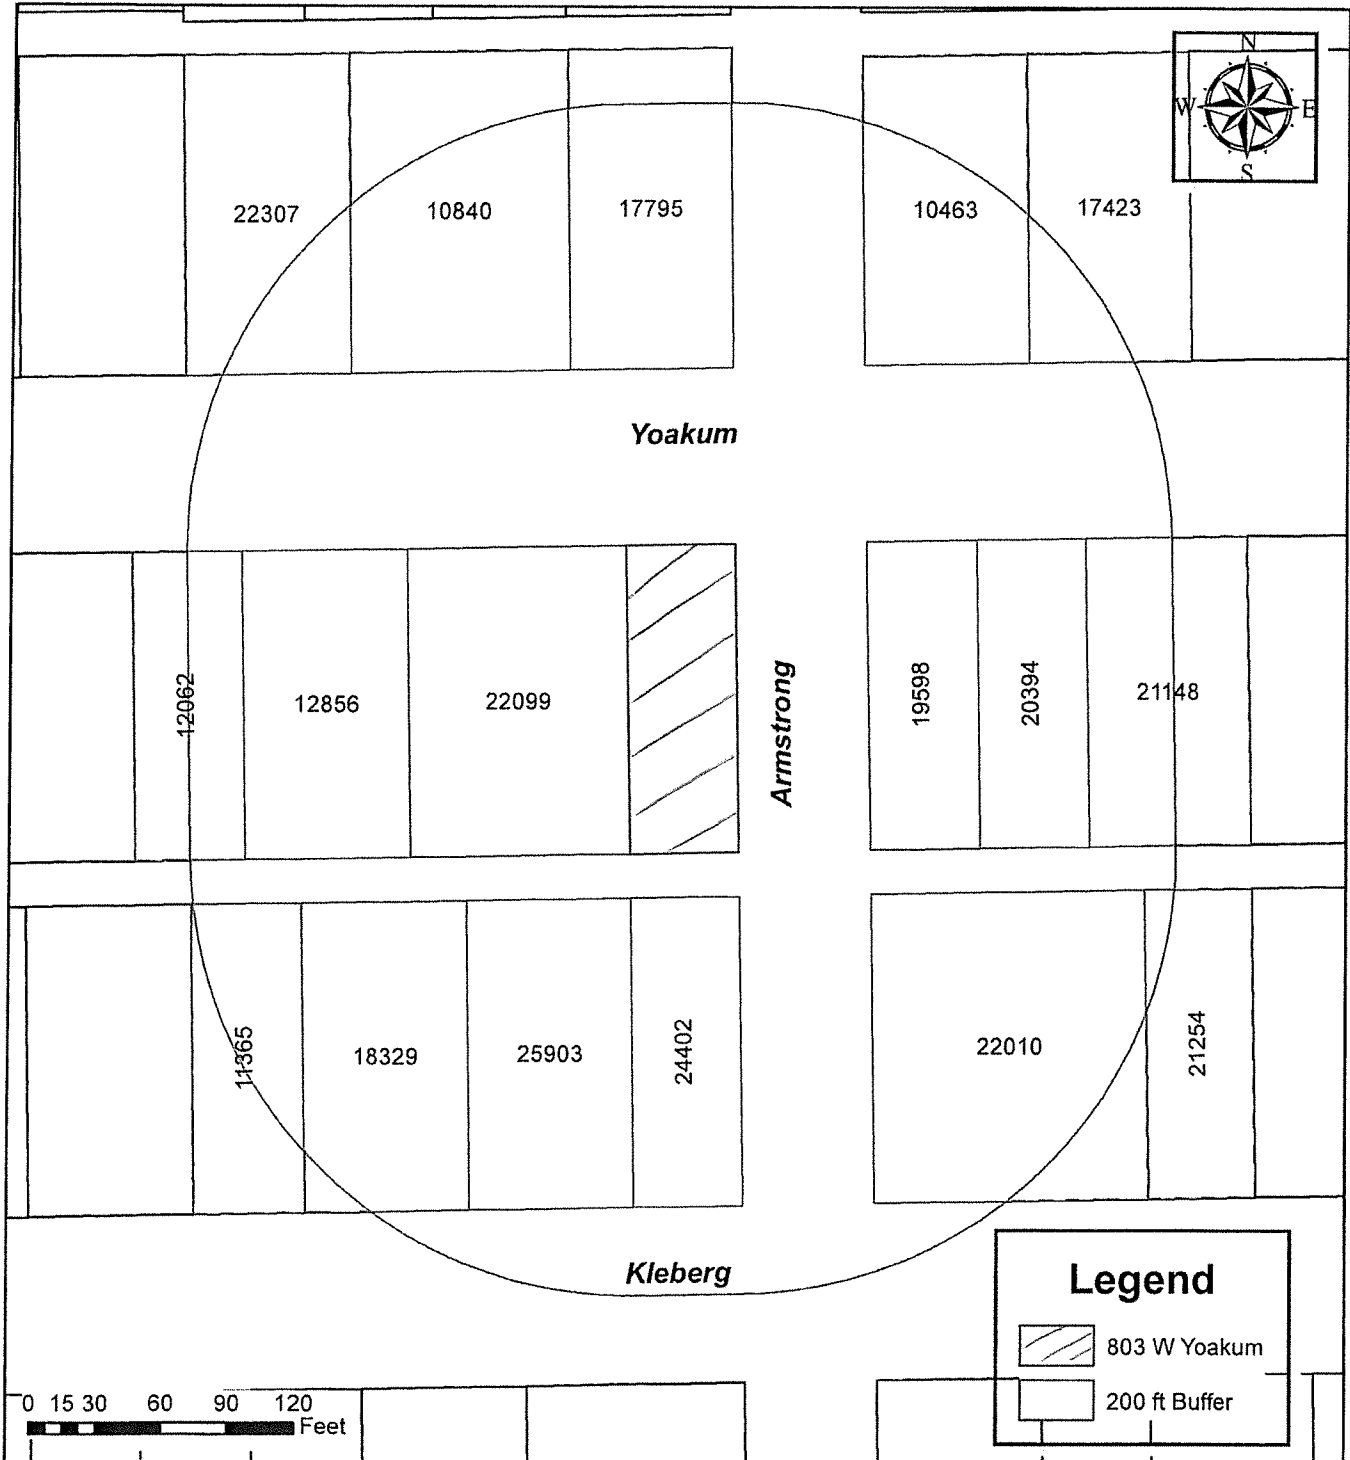 N
W E
S
22307 10840 17795 10463 17423
Yoakum
12062 12856 22099 Armstrong 19598 20394 21148
11365 18329 25903 24402 22010 21254
Kleberg
Legend
803 W Yoakum
200 ft Buffer
0 15 30 60 90 120
Feet